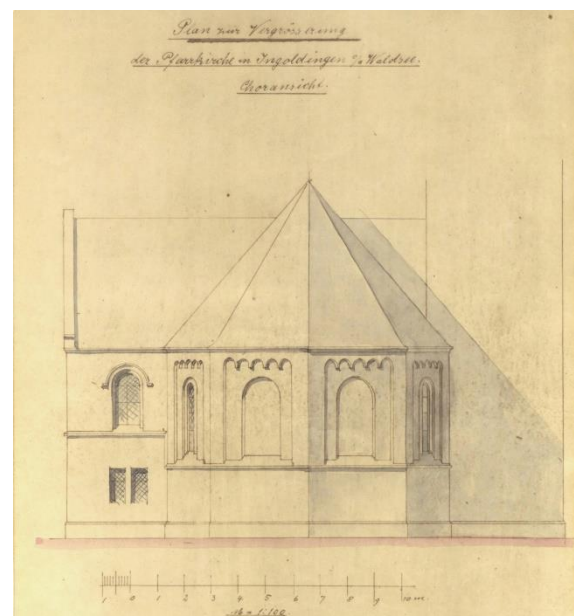 Plan zur Vergrösserung
der Pfarrkirche in Ingoldingen Waldsee.
Choransicht.
1 0 1 2 3 4 5 6 7 8 9 10 m.
1:100